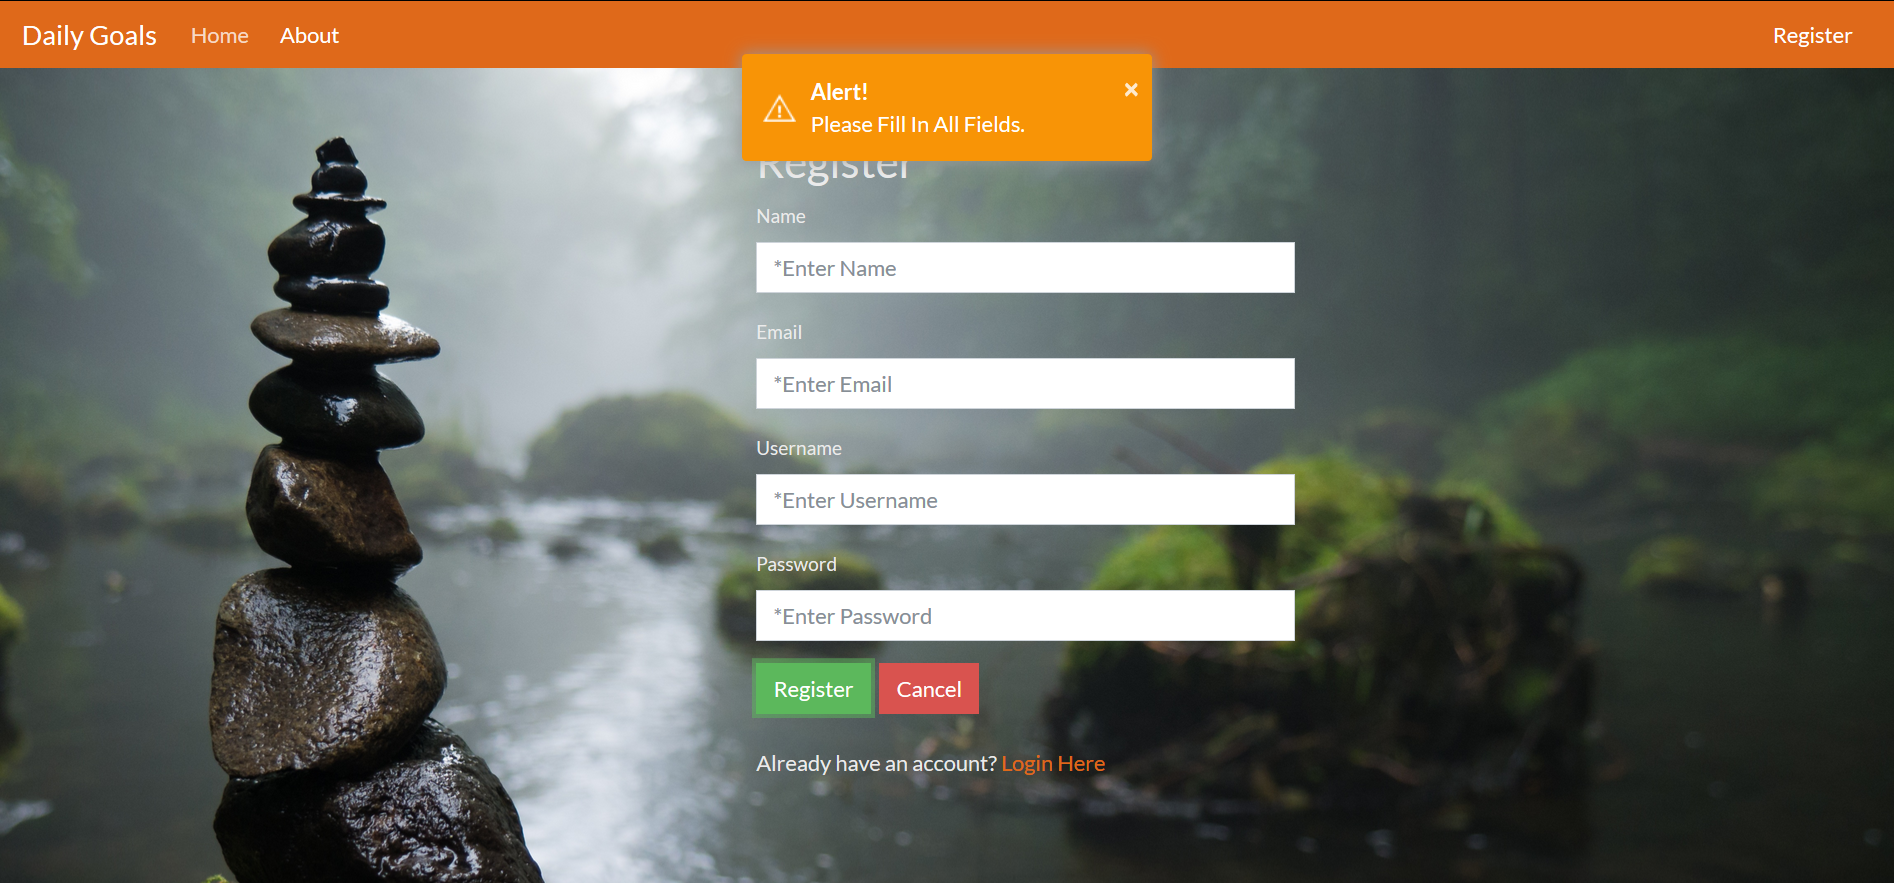 Daily Goals Home About Register
Alert!
Please Fill In All Fields.
×
Register
Name
*Enter Name
Email
*Enter Email
Username
*Enter Username
Password
*Enter Password
Register Cancel
Already have an account? Login Here